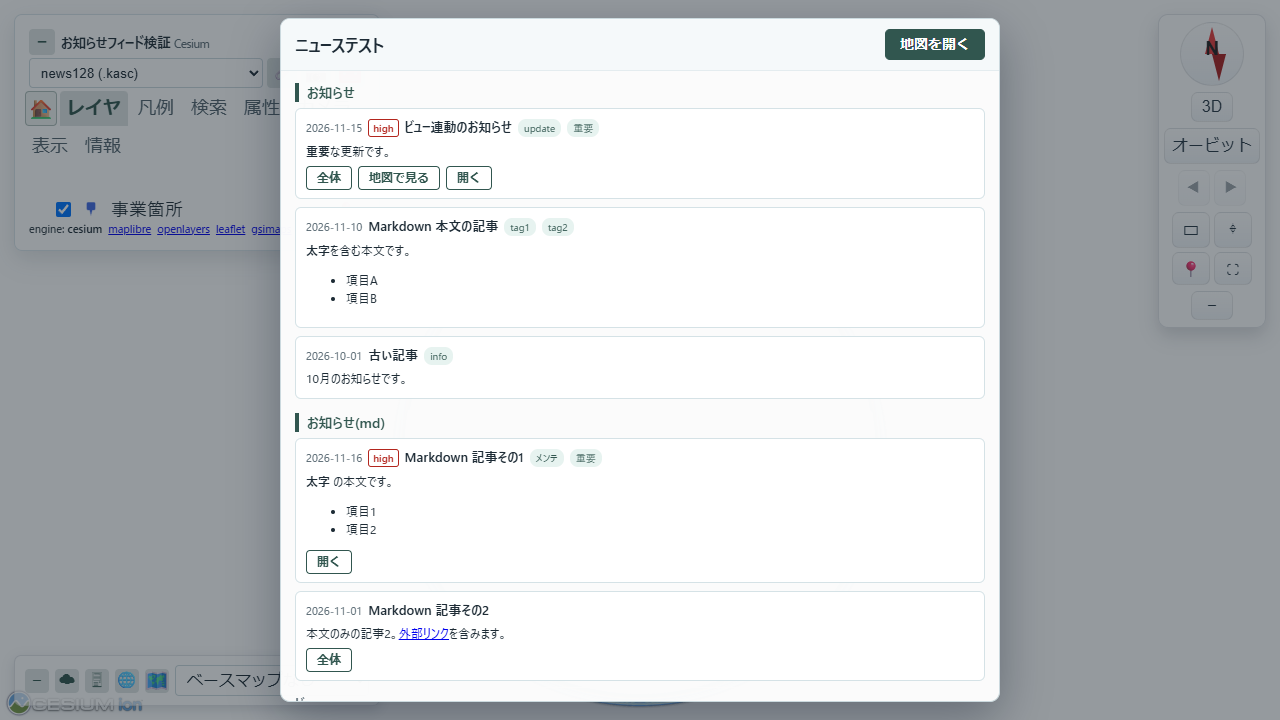 お知らせフィード検証 Cesium
news128 (.kasc)
レイヤ 凡例 検索 属性
表示 情報
事業箇所
engine: cesium maplibre openlayers leaflet gsima
ニューステスト
地図を開く
お知らせ
2026-11-15 high ビュー連動のお知らせ update 重要
重要な更新です。
全体 地図で見る 開く
2026-11-10 Markdown 本文の記事 tag1 tag2
太字を含む本文です。
項目A
項目B
2026-10-01 古い記事 info
10月のお知らせです。
お知らせ(md)
2026-11-16 high Markdown 記事その1 メンテ 重要
太字 の本文です。
項目1
項目2
開く
2026-11-01 Markdown 記事その2
本文のみの記事2。外部リンクを含みます。
全体
N
3D
オービット
ベースマップ
CESIUM ion